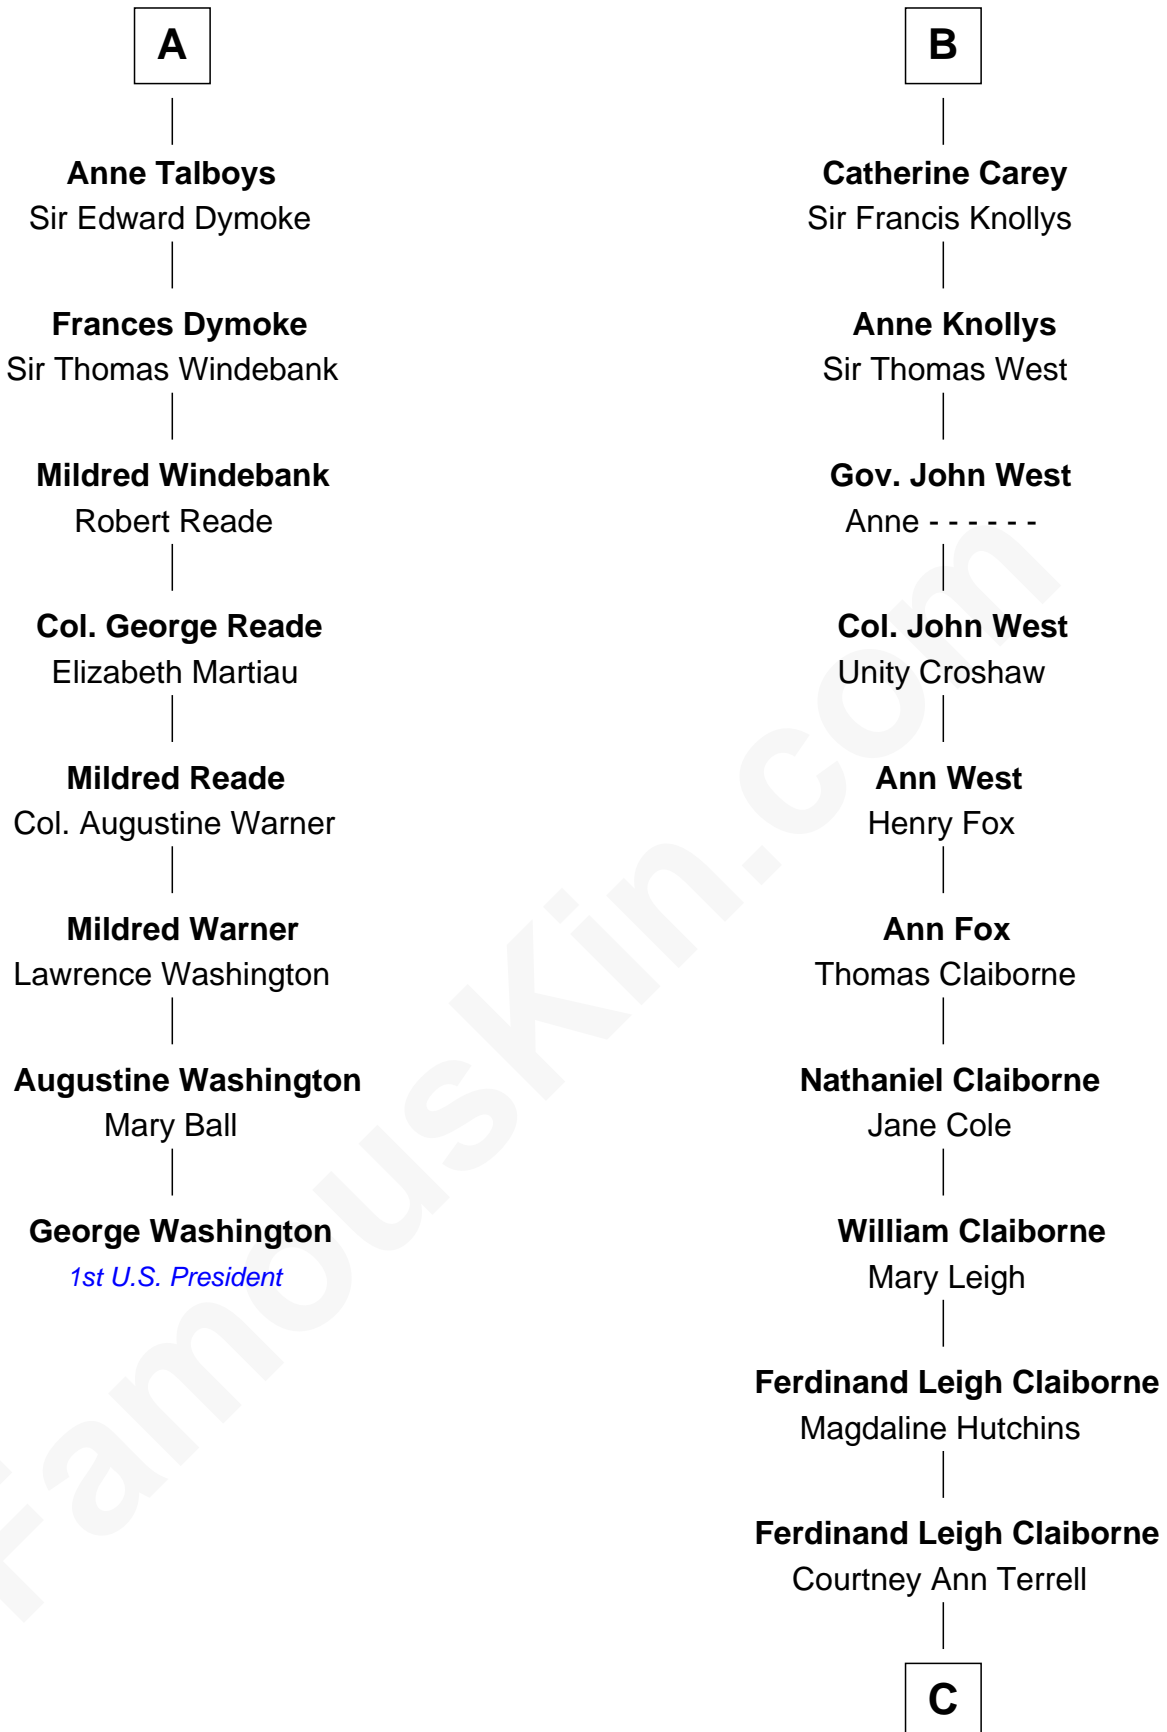 A
Anne Talboys
Sir Edward Dymoke
Frances Dymoke
Sir Thomas Windebank
Mildred Windebank
Robert Reade
Col. George Reade
Elizabeth Martiau
Mildred Reade
Col. Augustine Warner
Mildred Warner
Lawrence Washington
Augustine Washington
Mary Ball
George Washington
1st U.S. President
B
Catherine Carey
Sir Francis Knollys
Anne Knollys
Sir Thomas West
Gov. John West
Anne - - - - - -
Col. John West
Unity Croshaw
Ann West
Henry Fox
Ann Fox
Thomas Claiborne
Nathaniel Claiborne
Jane Cole
William Claiborne
Mary Leigh
Ferdinand Leigh Claiborne
Magdaline Hutchins
Ferdinand Leigh Claiborne
Courtney Ann Terrell
C
FamousKin.com